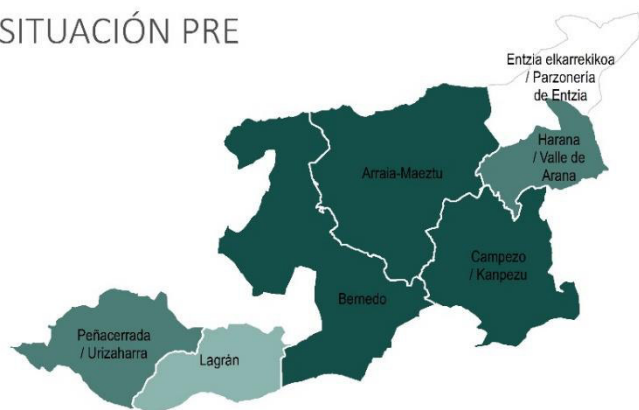 SITUACIÓN PRE
Entzia elkarrekikoa
/ Parzonería
de Entzia
Harana
/ Valle de
Arana
Arraia-Maeztu
Campezo
/ Kanpezu
Bernedo
Peñacerrada
/ Urizaharra
Lagrán